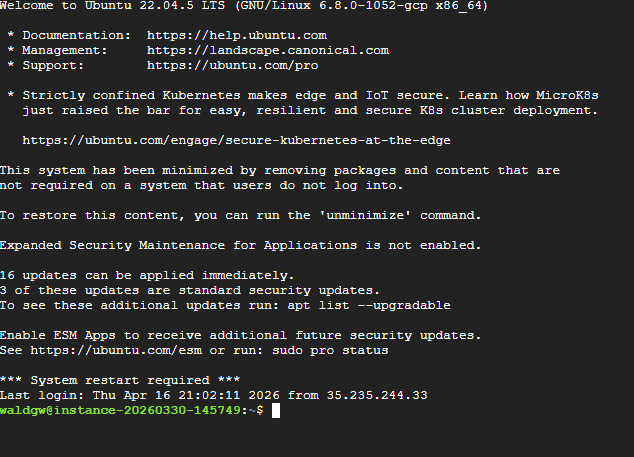 Welcome to Ubuntu 22.04.5 LTS (GNU/Linux 6.8.0-1052-gcp x86_64)
* Documentation:  https://help.ubuntu.com
* Management:     https://landscape.canonical.com
* Support:        https://ubuntu.com/pro
* Strictly confined Kubernetes makes edge and IoT secure. Learn how MicroK8s
just raised the bar for easy, resilient and secure K8s cluster deployment.
https://ubuntu.com/engage/secure-kubernetes-at-the-edge
This system has been minimized by removing packages and content that are
not required on a system that users do not log into.
To restore this content, you can run the 'unminimize' command.
Expanded Security Maintenance for Applications is not enabled.
16 updates can be applied immediately.
3 of these updates are standard security updates.
To see these additional updates run: apt list --upgradable
Enable ESM Apps to receive additional future security updates.
See https://ubuntu.com/esm or run: sudo pro status
*** System restart required ***
Last login: Thu Apr 16 21:02:11 2026 from 35.235.244.33
waldgw@instance-20260330-145749:~$